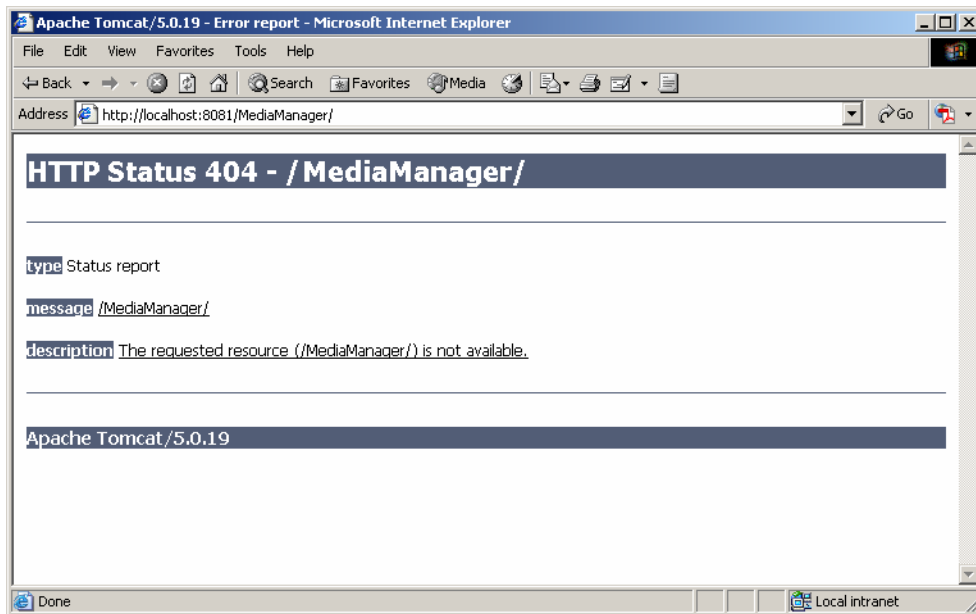 Apache Tomcat/5.0.19 - Error report - Microsoft Internet Explorer
File Edit View Favorites Tools Help
Back Search Favorites Media
Address http://localhost:8081/MediaManager/ Go
HTTP Status 404 - /MediaManager/
type Status report
message /MediaManager/
description The requested resource (/MediaManager/) is not available.
Apache Tomcat/5.0.19
Done Local intranet